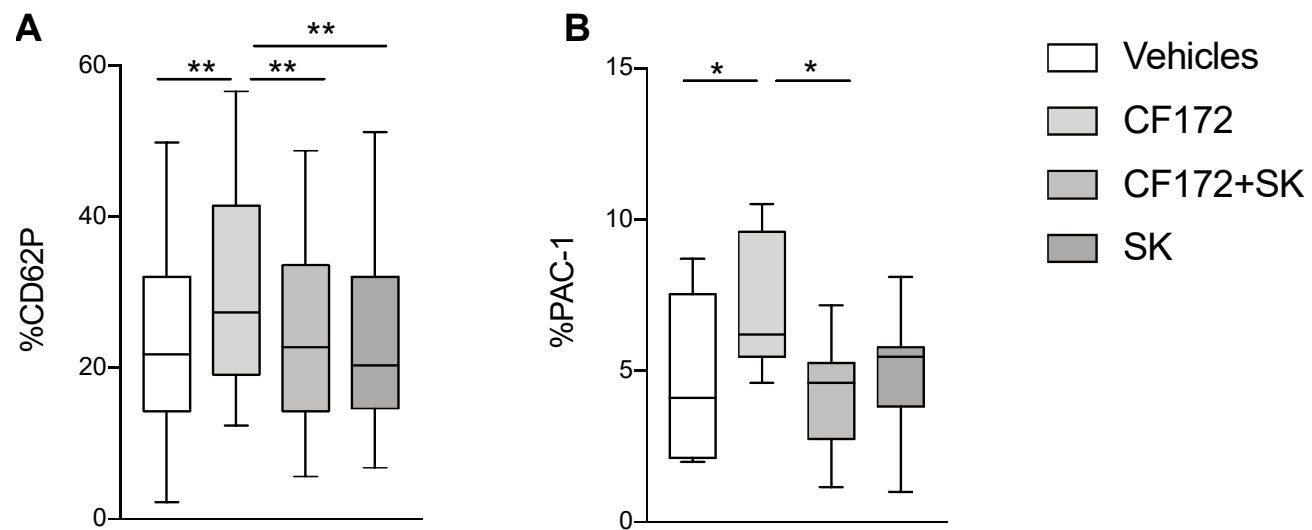 A
**
** **
60
40
20
0
%CD62P
B
* *
15
10
5
0
%PAC-1
Vehicles
CF172
CF172+SK
SK